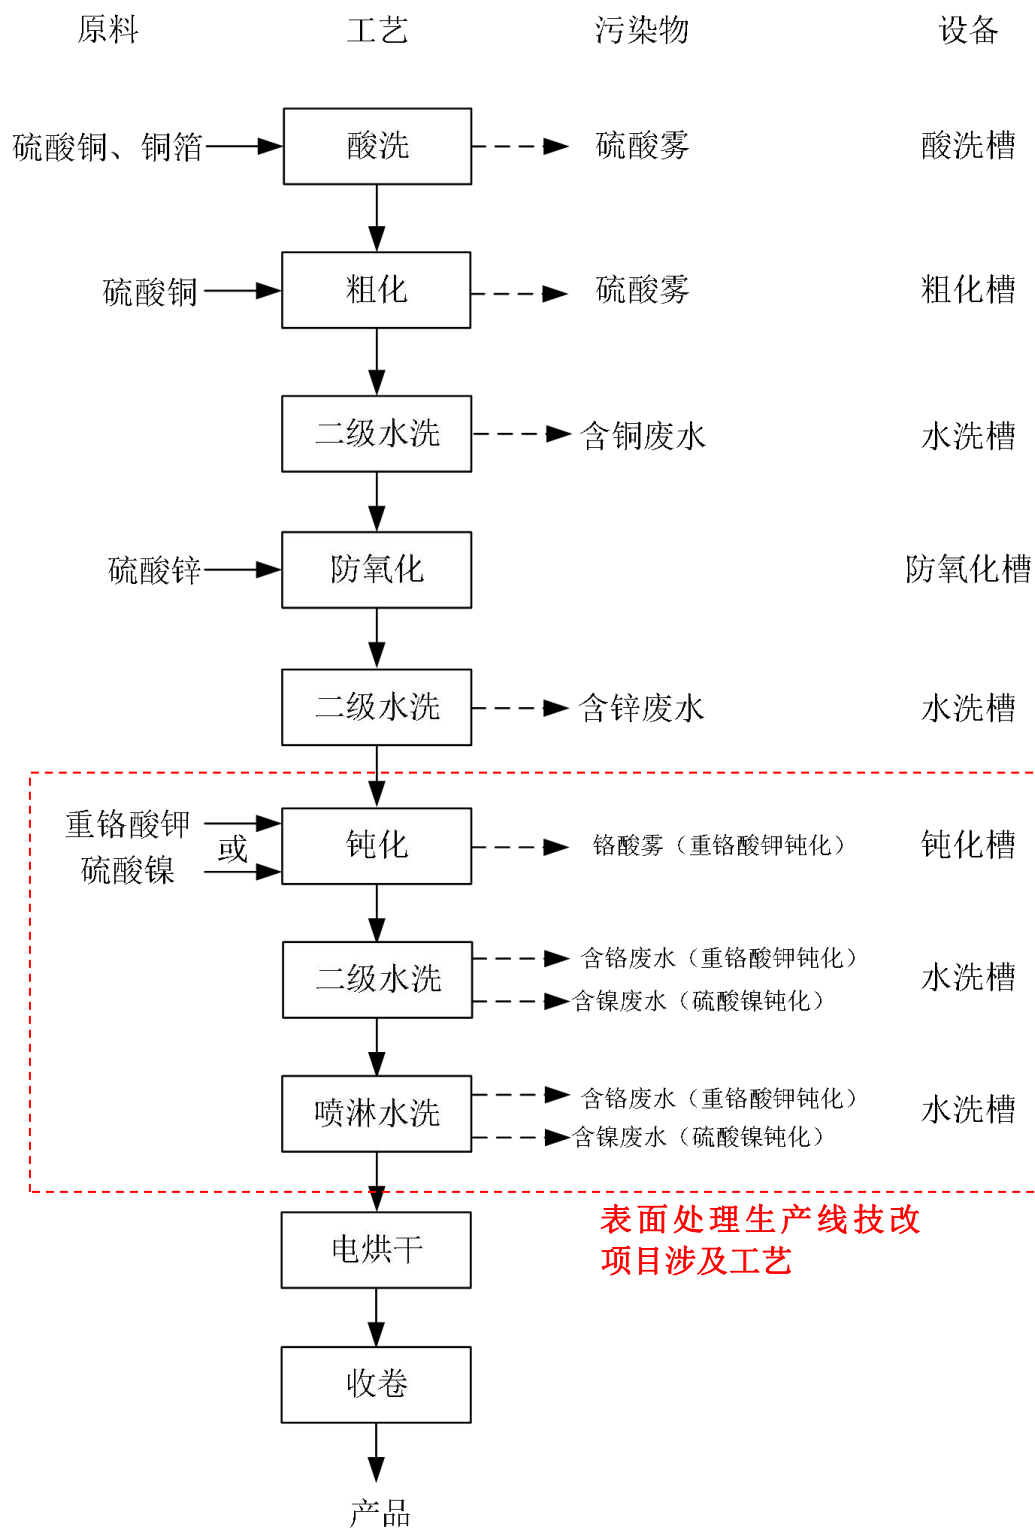 原料 工艺 污染物 设备
硫酸铜、铜箔 酸洗 硫酸雾 酸洗槽
硫酸铜 粗化 硫酸雾 粗化槽
二级水洗 含铜废水 水洗槽
硫酸锌 防氧化 防氧化槽
二级水洗 含锌废水 水洗槽
重铬酸钾
或
硫酸镍
钝化 铬酸雾（重铬酸钾钝化） 钝化槽
二级水洗 含铬废水（重铬酸钾钝化） 水洗槽
含镍废水（硫酸镍钝化）
喷淋水洗 含铬废水（重铬酸钾钝化） 水洗槽
含镍废水（硫酸镍钝化）
表面处理生产线技改
项目涉及工艺
电烘干
收卷
产品